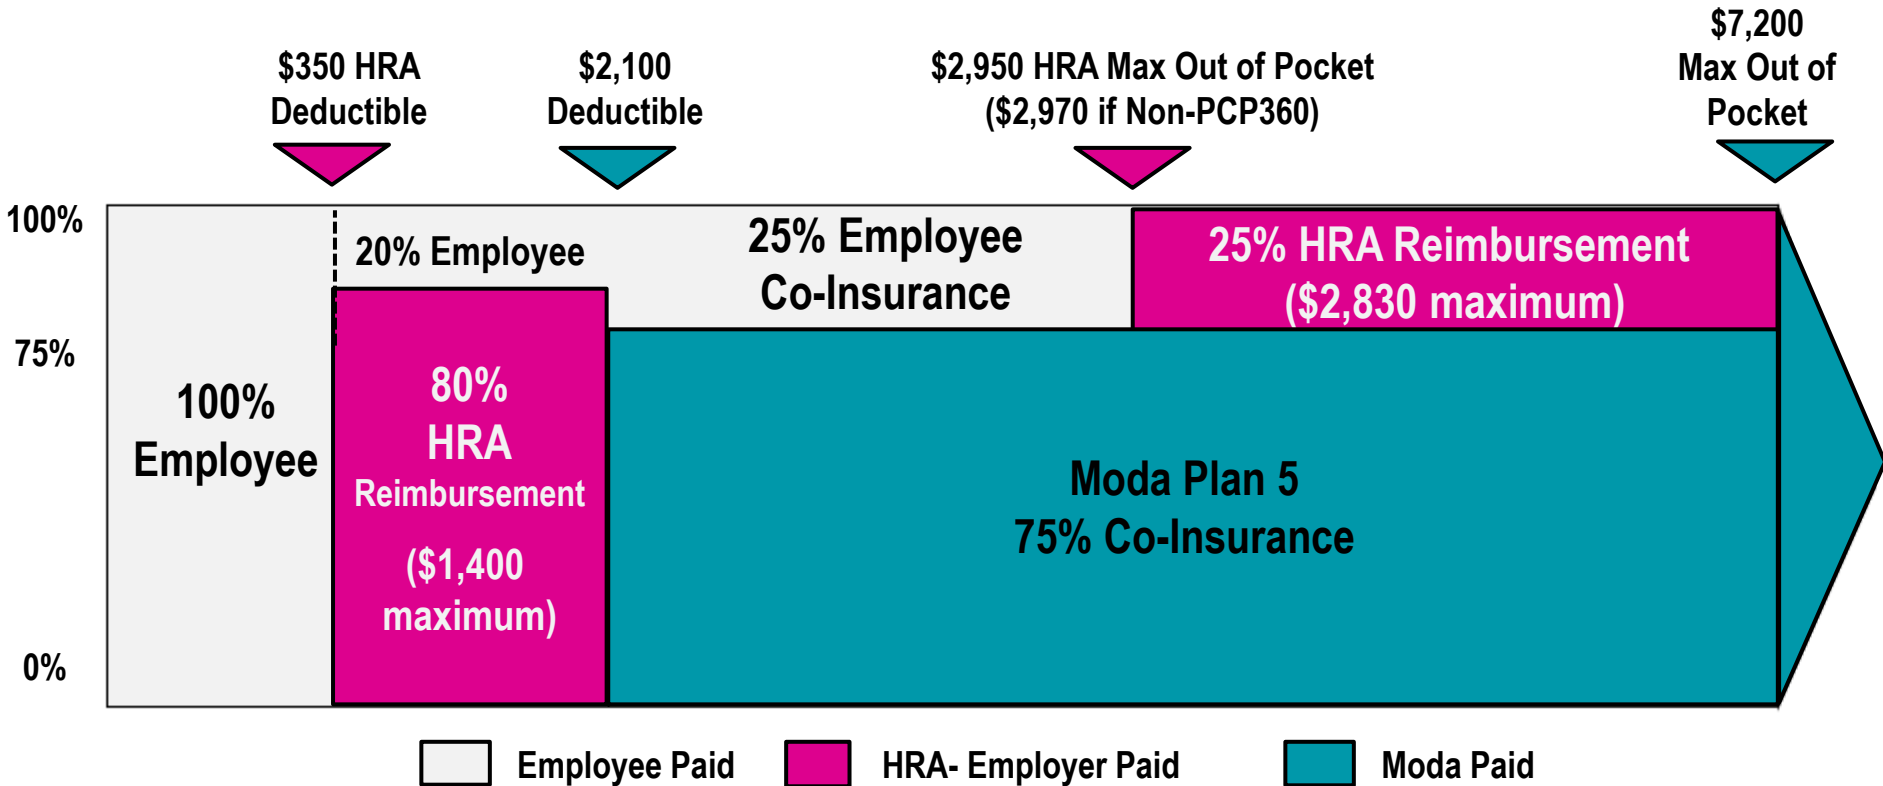 $350 HRA
Deductible
$2,100
Deductible
$2,950 HRA Max Out of Pocket
($2,970 if Non-PCP360)
$7,200
Max Out of
Pocket
100%
75%
0%
100%
Employee
20% Employee
80%
HRA
Reimbursement
($1,400
maximum)
25% Employee
Co-Insurance
25% HRA Reimbursement
($2,830 maximum)
Moda Plan 5
75% Co-Insurance
Employee Paid
HRA- Employer Paid
Moda Paid